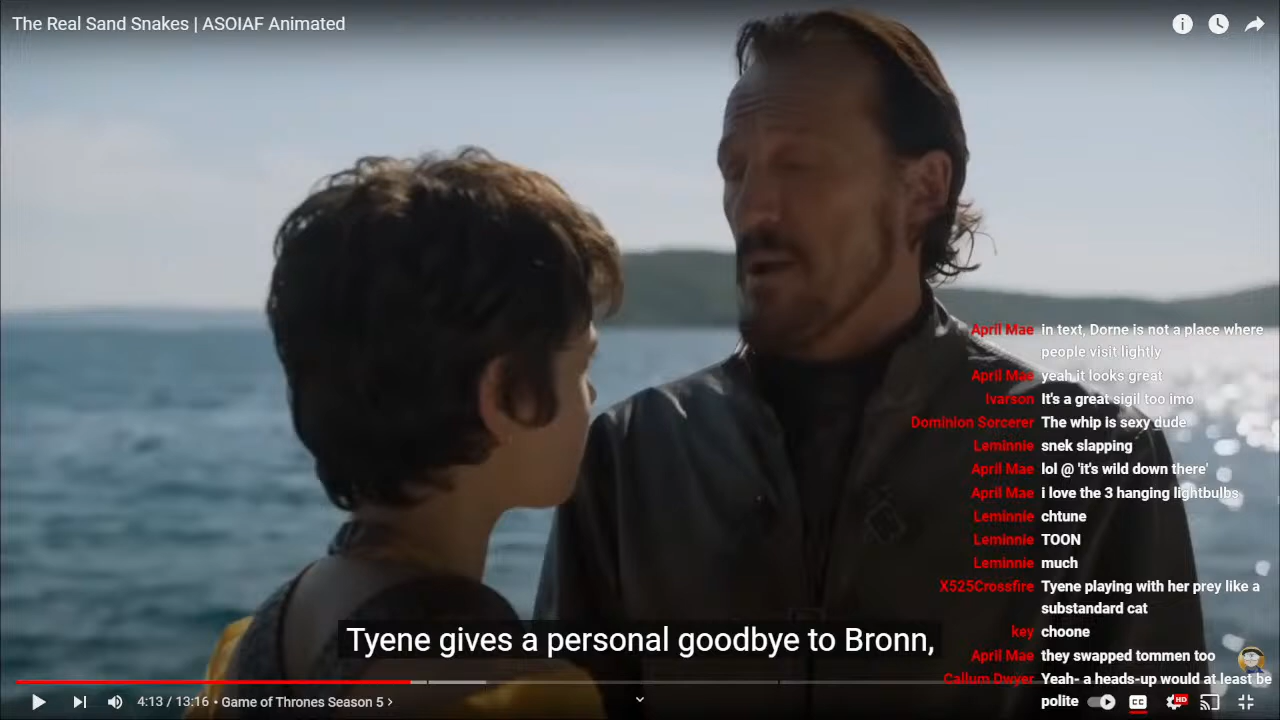 The Real Sand Snakes | ASOIAF Animated
April Mae in text, Dorne is not a place where
people visit lightly
April Mae yeah it looks great
Ivarson It's a great sigil too imo
Dominion Sorcerer The whip is sexy dude
Leminnie snek slapping
April Mae lol @ 'it's wild down there'
April Mae i love the 3 hanging lightbulbs
Leminnie chtune
Leminnie TOON
Leminnie much
X525Crossfire Tyene playing with her prey like a
substandard cat
key choone
Tyene gives a personal goodbye to Bronn,
April Mae they swapped tommen too
Callum Dwyer Yeah- a heads-up would at least be
polite
4:13 / 13:16 • Game of Thrones Season 5 >
HD